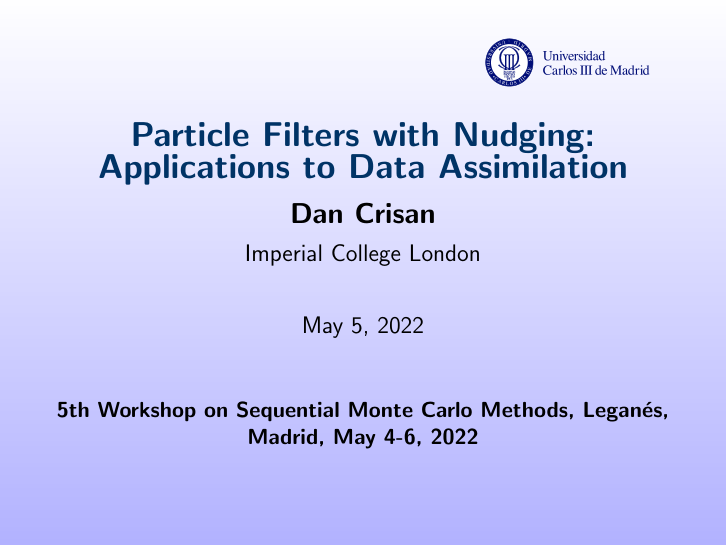 Universidad
Carlos III de Madrid
Particle Filters with Nudging:
Applications to Data Assimilation
Dan Crisan
Imperial College London
May 5, 2022
5th Workshop on Sequential Monte Carlo Methods, Leganés,
Madrid, May 4-6, 2022